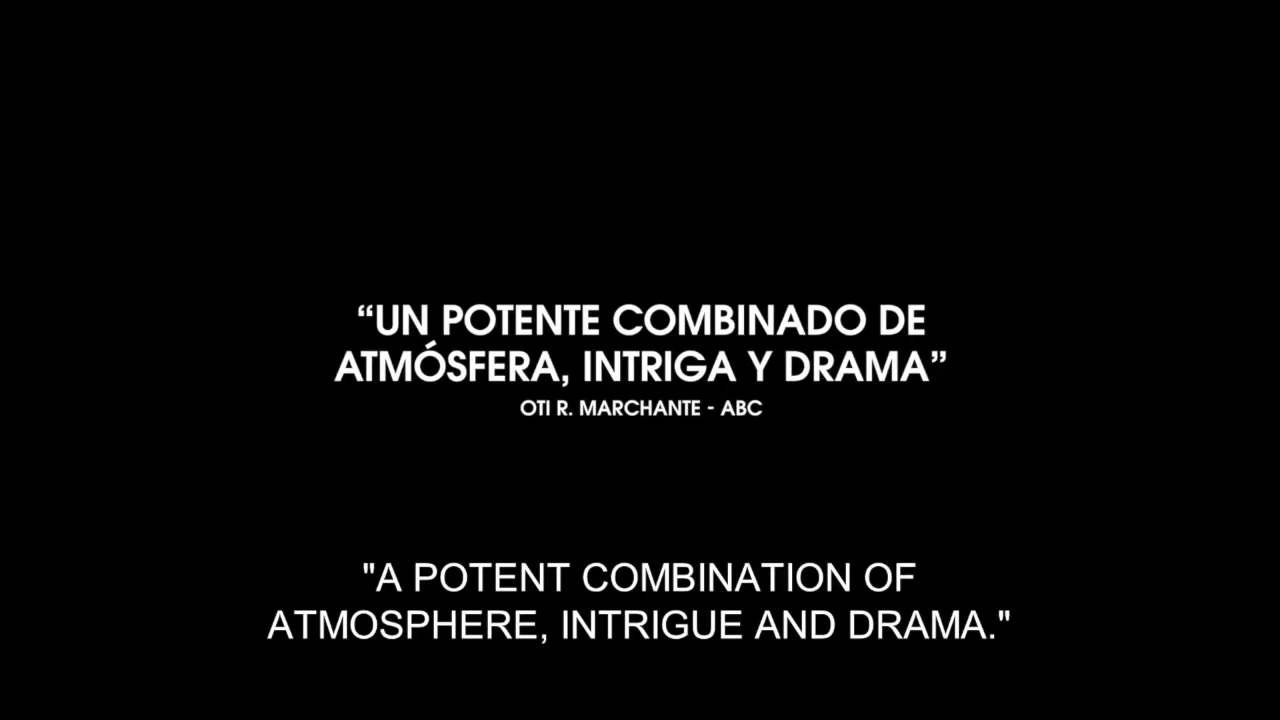 “UN POTENTE COMBINADO DE
ATMÓSFERA, INTRIGA Y DRAMA”
OTI R. MARCHANTE - ABC
"A POTENT COMBINATION OF
ATMOSPHERE, INTRIGUE AND DRAMA."